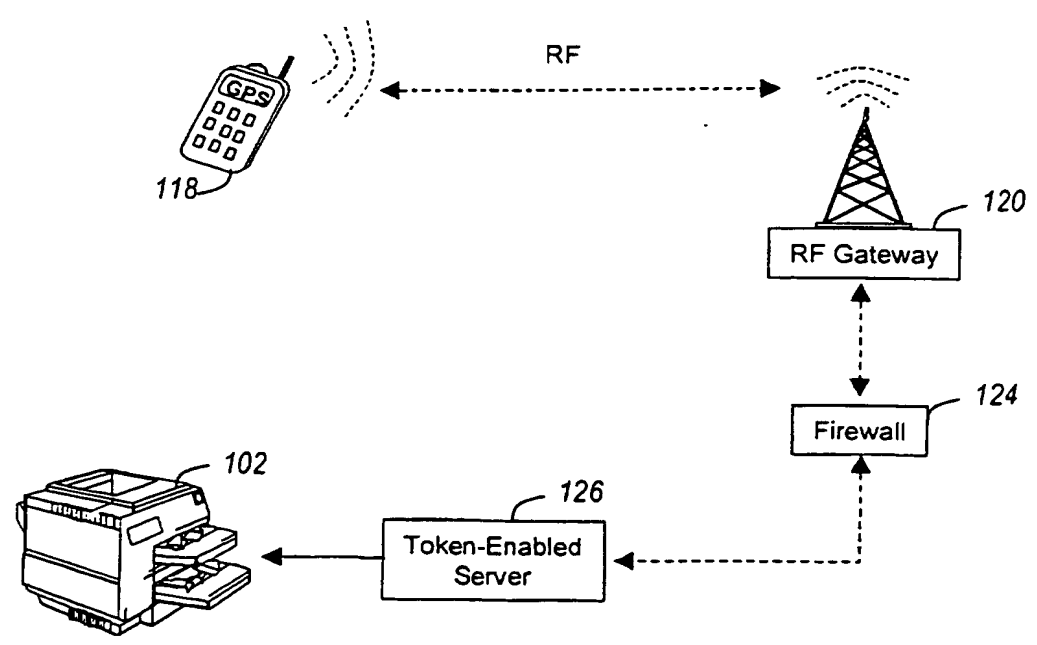 RF
GPS
118
120
RF Gateway
124
Firewall
102
126
Token-Enabled
Server